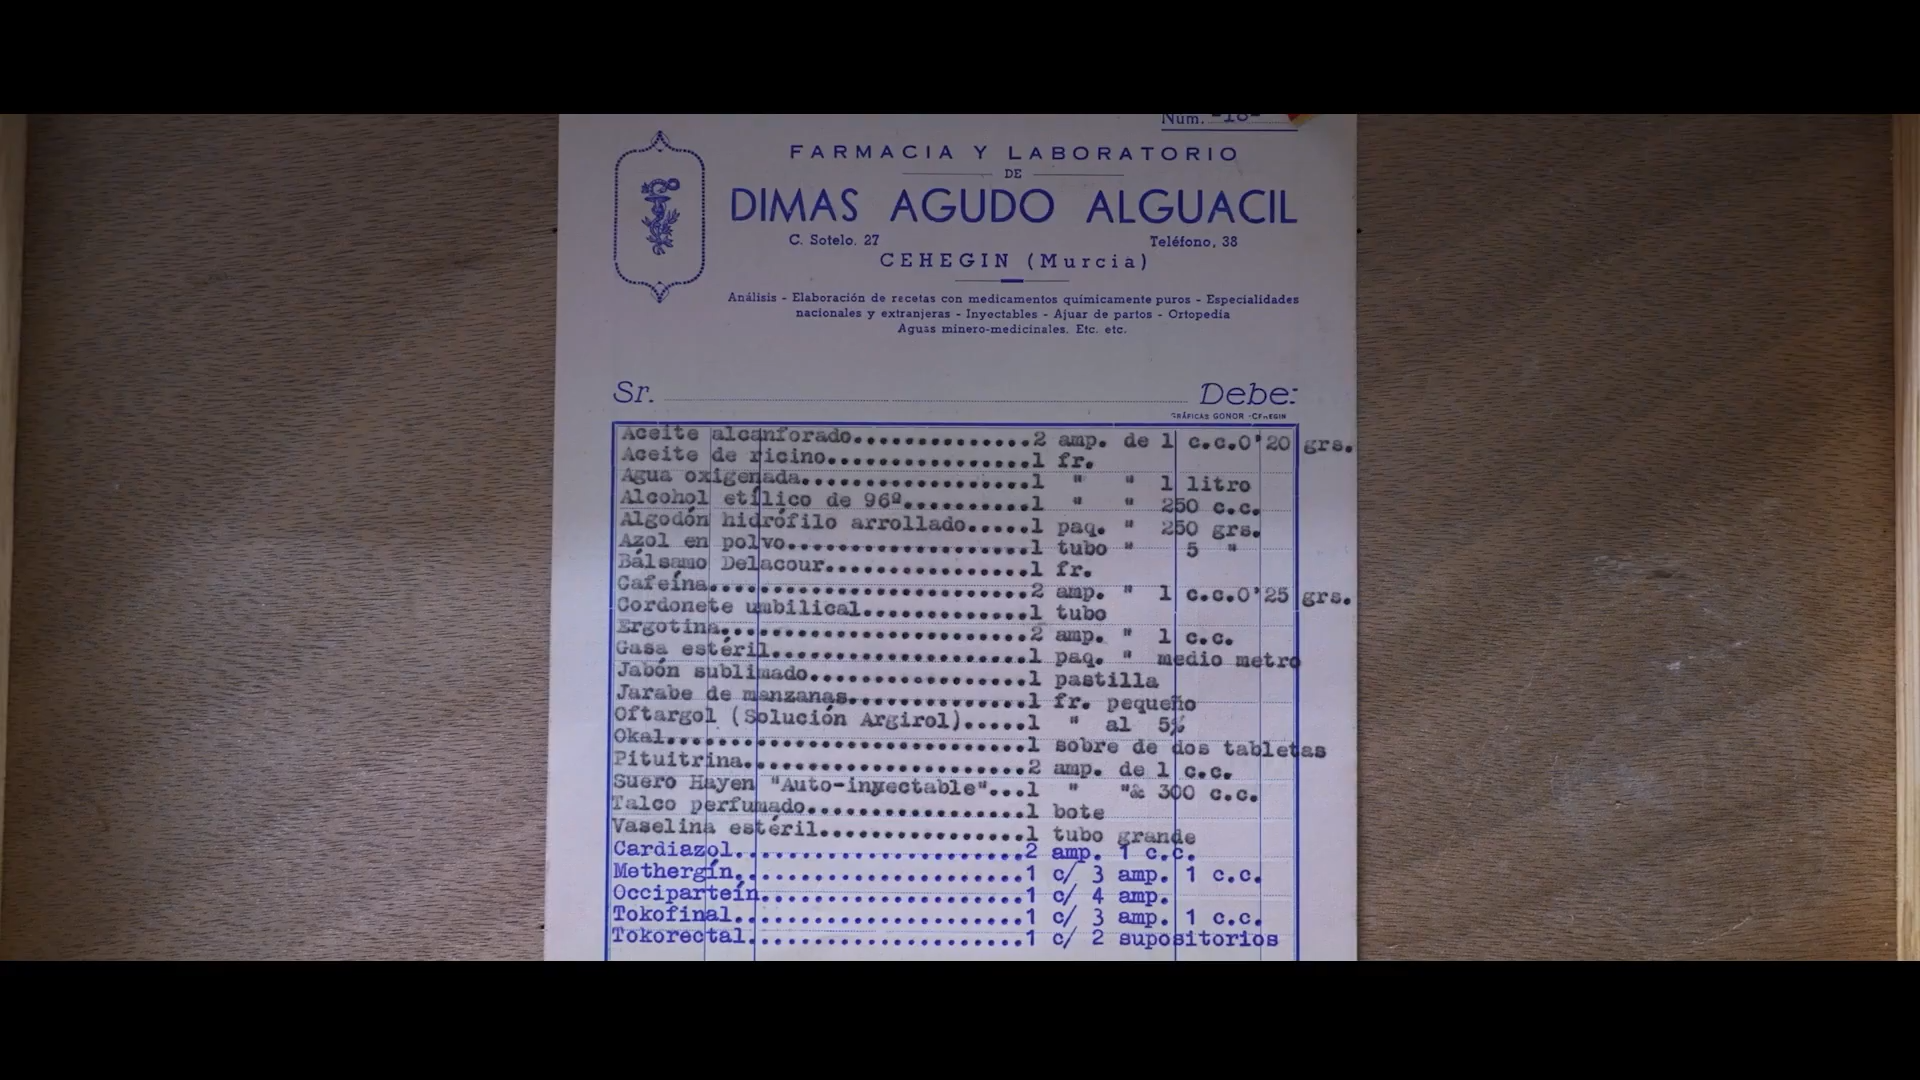 Núm. -18-
FARMACIA Y LABORATORIO
DE
DIMAS AGUDO ALGUACIL
C. Sotelo. 27 Teléfono, 38
CEHEGIN (Murcia)
Análisis - Elaboración de recetas con medicamentos químicamente puros - Especialidades
nacionales y extranjeras - Inyectables - Ajuar de partos - Ortopedia
Aguas minero-medicinales. Etc. etc.
Sr. Debe:
GRÁFICAS GONOR -CEHEGIN
Aceite alcanforado..............2 amp. de 1 c.c.0'20 grs.
Aceite de ricino................1 fr.
Agua oxigenada..................1 " " 1 litro
Alcohol etílico de 96º..........1 " " 250 c.c.
Algodón hidrófilo arrollado.....1 paq. " 250 grs.
Azol en polvo...................1 tubo " 5 "
Bálsamo Delacour................1 fr.
Cafeína.........................2 amp. " 1 c.c.0'25 grs.
Cordonete umbilical.............1 tubo
Ergotina........................2 amp. " 1 c.c.
Gasa estéril....................1 paq. " medio metro
Jabón sublimado.................1 pastilla
Jarabe de manzanas..............1 fr. pequeño
Oftargol (Solución Argirol).....1 " al 5%
Okal............................1 sobre de dos tabletas
Pituitrina......................2 amp. de 1 c.c.
Suero Hayen "Auto-inyectable"...1 " "& 300 c.c.
Talco perfumado.................1 bote
Vaselina estéril................1 tubo grande
Cardiazol.......................2 amp. 1 c.c.
Methergín.......................1 c/ 3 amp. 1 c.c.
Occiparteín.....................1 c/ 4 amp.
Tokofinal.......................1 c/ 3 amp. 1 c.c.
Tokorectal......................1 c/ 2 supositorios